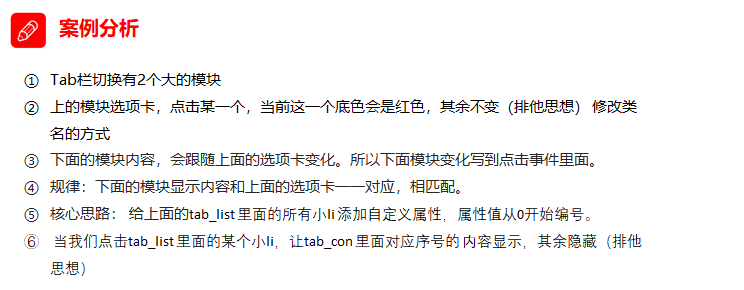 案例分析
① Tab栏切换有2个大的模块
② 上的模块选项卡，点击某一个，当前这一个底色会是红色，其余不变（排他思想） 修改类
名的方式
③ 下面的模块内容，会跟随上面的选项卡变化。所以下面模块变化写到点击事件里面。
④ 规律：下面的模块显示内容和上面的选项卡一一对应，相匹配。
⑤ 核心思路： 给上面的tab_list 里面的所有小li 添加自定义属性，属性值从0开始编号。
⑥ 当我们点击tab_list 里面的某个小li，让tab_con 里面对应序号的 内容显示，其余隐藏（排他
思想）